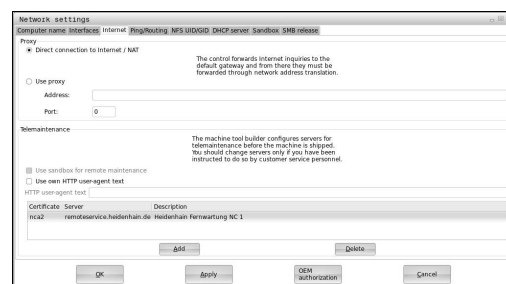 Network settings
Computer name Interfaces Internet Ping/Routing NFS UID/GID DHCP server Sandbox SMB release
Proxy
Direct connection to Internet / NAT
The control forwards Internet inquiries to the
default gateway and from there they must be
forwarded through network address translation.
Use proxy
Address:
Port: 0
Telemaintenance
The machine tool builder configures servers for
telemaintenance before the machine is shipped.
You should change servers only if you have been
instructed to do so by customer service personnel.
Use sandbox for remote maintenance
Use own HTTP user-agent text
HTTP user-agent text
Certificate Server Description
nca2 remoteservice.heidenhain.de Heidenhain Fernwartung NC 1
Add Delete
OK Apply OEM authorization Cancel